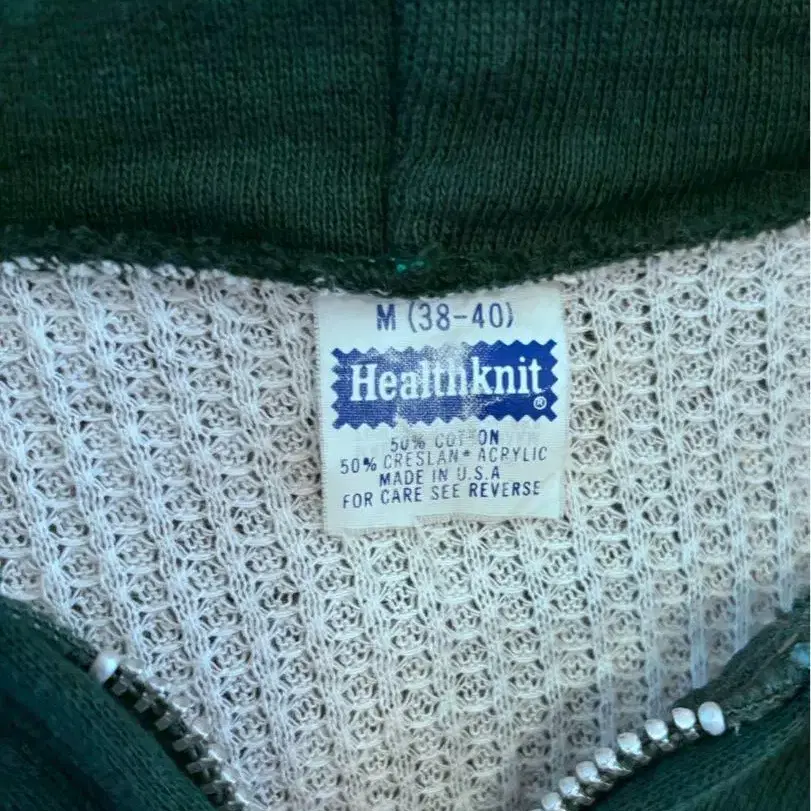 M (38-40)
Healthknit®
50% COTTON
50% CRESLAN® ACRYLIC
MADE IN U.S.A
FOR CARE SEE REVERSE